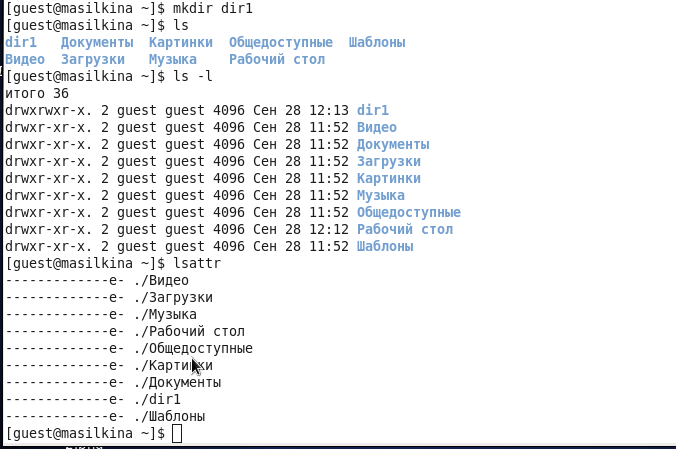 [guest@masilkina ~]$ mkdir dir1
[guest@masilkina ~]$ ls
dir1 Документы Картинки Общедоступные Шаблоны
Видео Загрузки Музыка Рабочий стол
[guest@masilkina ~]$ ls -l
итого 36
drwxrwxr-x. 2 guest guest 4096 Сен 28 12:13 dir1
drwxr-xr-x. 2 guest guest 4096 Сен 28 11:52 Видео
drwxr-xr-x. 2 guest guest 4096 Сен 28 11:52 Документы
drwxr-xr-x. 2 guest guest 4096 Сен 28 11:52 Загрузки
drwxr-xr-x. 2 guest guest 4096 Сен 28 11:52 Картинки
drwxr-xr-x. 2 guest guest 4096 Сен 28 11:52 Музыка
drwxr-xr-x. 2 guest guest 4096 Сен 28 11:52 Общедоступные
drwxr-xr-x. 2 guest guest 4096 Сен 28 12:12 Рабочий стол
drwxr-xr-x. 2 guest guest 4096 Сен 28 11:52 Шаблоны
[guest@masilkina ~]$ lsattr
-------------e- ./Видео
-------------e- ./Загрузки
-------------e- ./Музыка
-------------e- ./Рабочий стол
-------------e- ./Общедоступные
-------------e- ./Картинки
-------------e- ./Документы
-------------e- ./dir1
-------------e- ./Шаблоны
[guest@masilkina ~]$